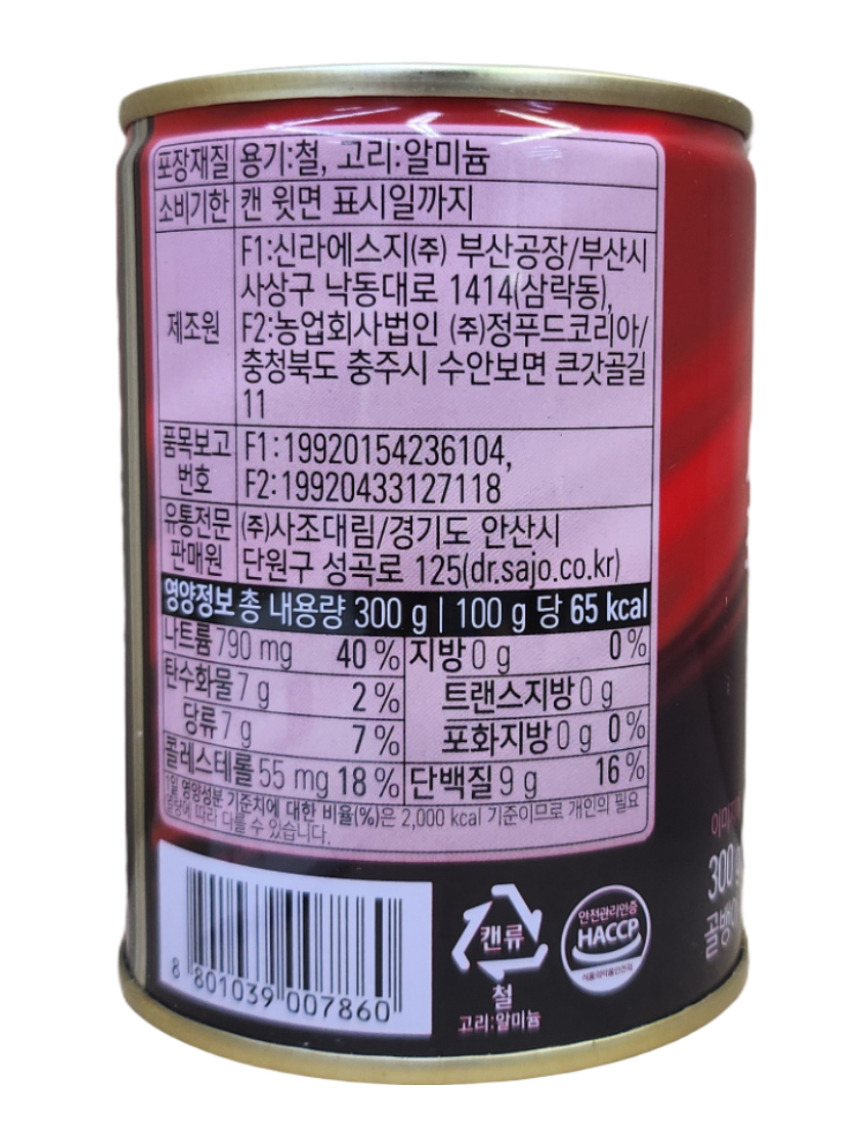 포장재질 용기:철, 고리:알미늄
소비기한 캔 윗면 표시일까지
제조원
F1:신라에스지(주) 부산공장/부산시
사상구 낙동대로 1414(삼락동),
F2:농업회사법인 (주)정푸드코리아/
충청북도 충주시 수안보면 큰갓골길
11
품목보고 F1:19920154236104,
번호 F2:19920433127118
유통전문 (주)사조대림/경기도 안산시
판매원 단원구 성곡로 125(dr.sajo.co.kr)
영양정보 총 내용량 300 g | 100 g 당 65 kcal
나트륨 790 mg 40 % 지방 0 g 0 %
탄수화물 7 g 2 % 트랜스지방 0 g
당류 7 g 7 % 포화지방 0 g 0 %
콜레스테롤 55 mg 18 % 단백질 9 g 16 %
1일 영양성분 기준치에 대한 비율(%)은 2,000 kcal 기준이므로 개인의 필요
열량에 따라 다를 수 있습니다.
8 801039 007860
캔류
철
고리:알미늄
안전관리인증
HACCP
식품의약품안전처
300 g